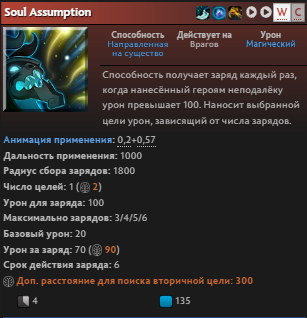 Soul Assumption
W C
Способность Действует на Урон
Направленная Врагов Магический
на существо
Способность получает заряд каждый раз,
когда нанесённый героям неподалёку
урон превышает 100. Наносит выбранной
цели урон, зависящий от числа зарядов.
Анимация применения: 0,2+0,57
Дальность применения: 1000
Радиус сбора зарядов: 1800
Число целей: 1 ( 2)
Урон для заряда: 100
Максимально зарядов: 3/4/5/6
Базовый урон: 20
Урон за заряд: 70 ( 90)
Срок действия заряда: 6
Доп. расстояние для поиска вторичной цели: 300
4 135